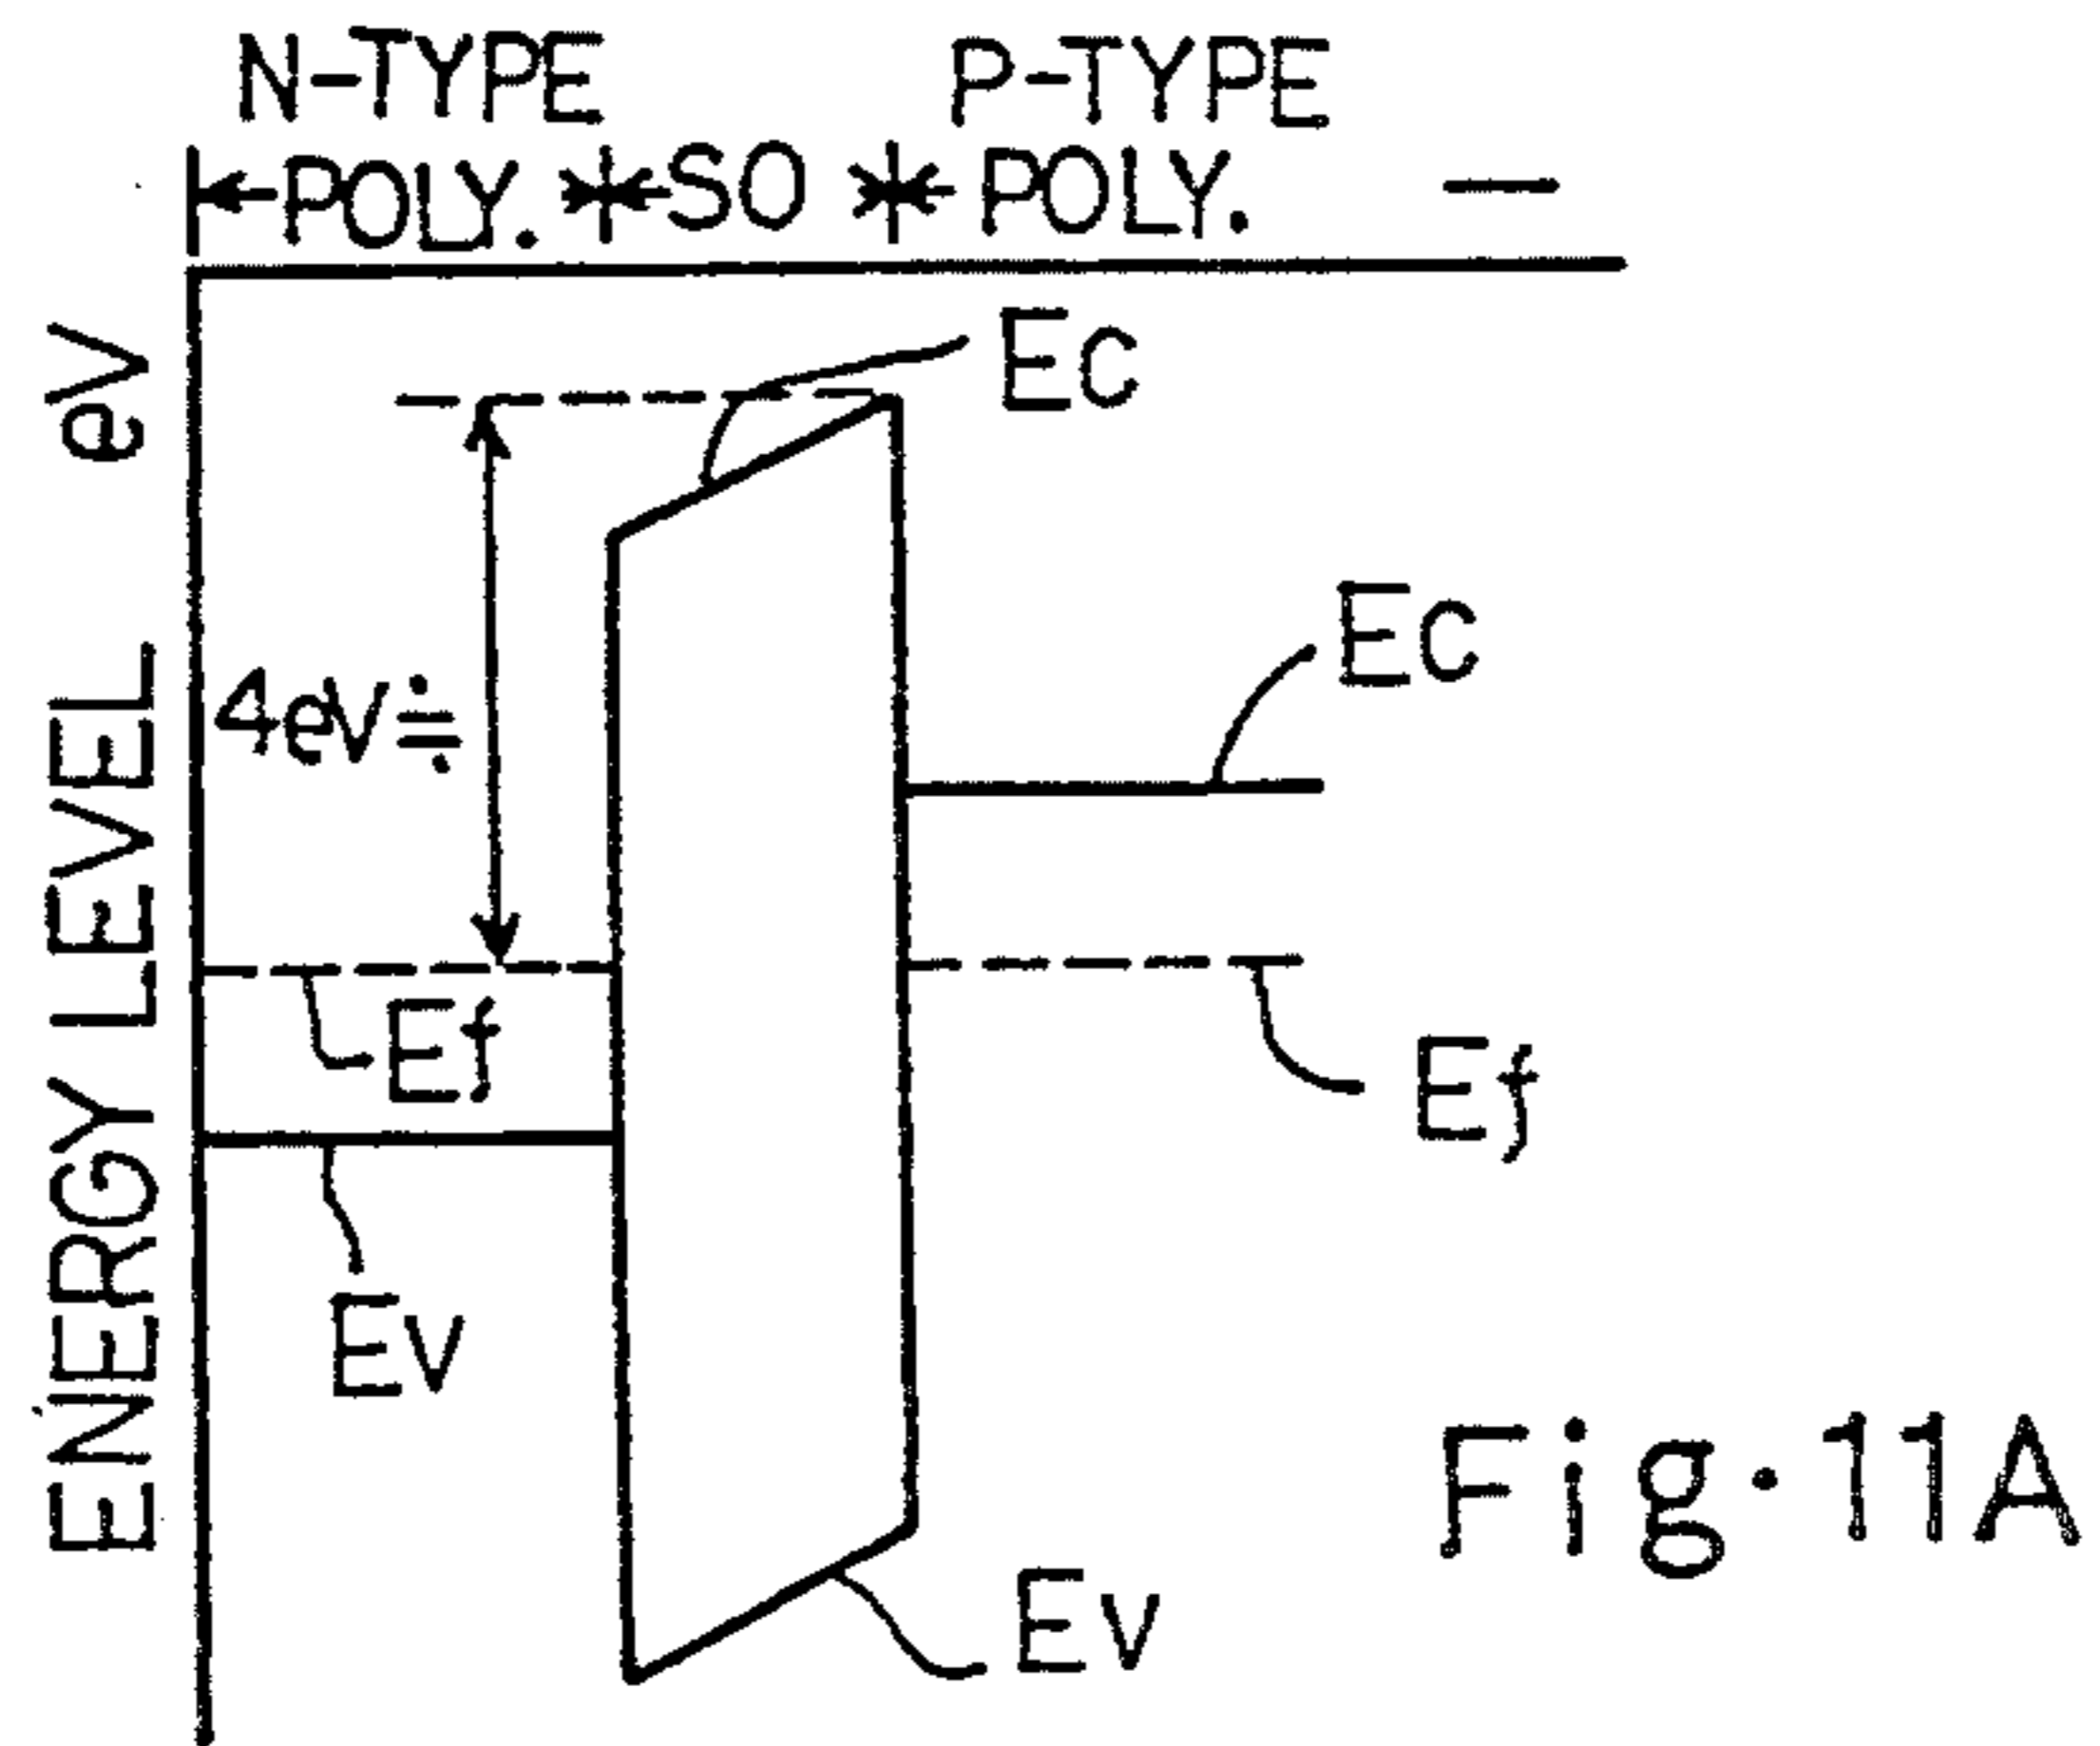 N-TYPE P-TYPE
POLY. SO POLY.
ENERGY LEVEL eV
EC
EC
4eV≒
Ef
Ef
EV
EV
Fig. 11A